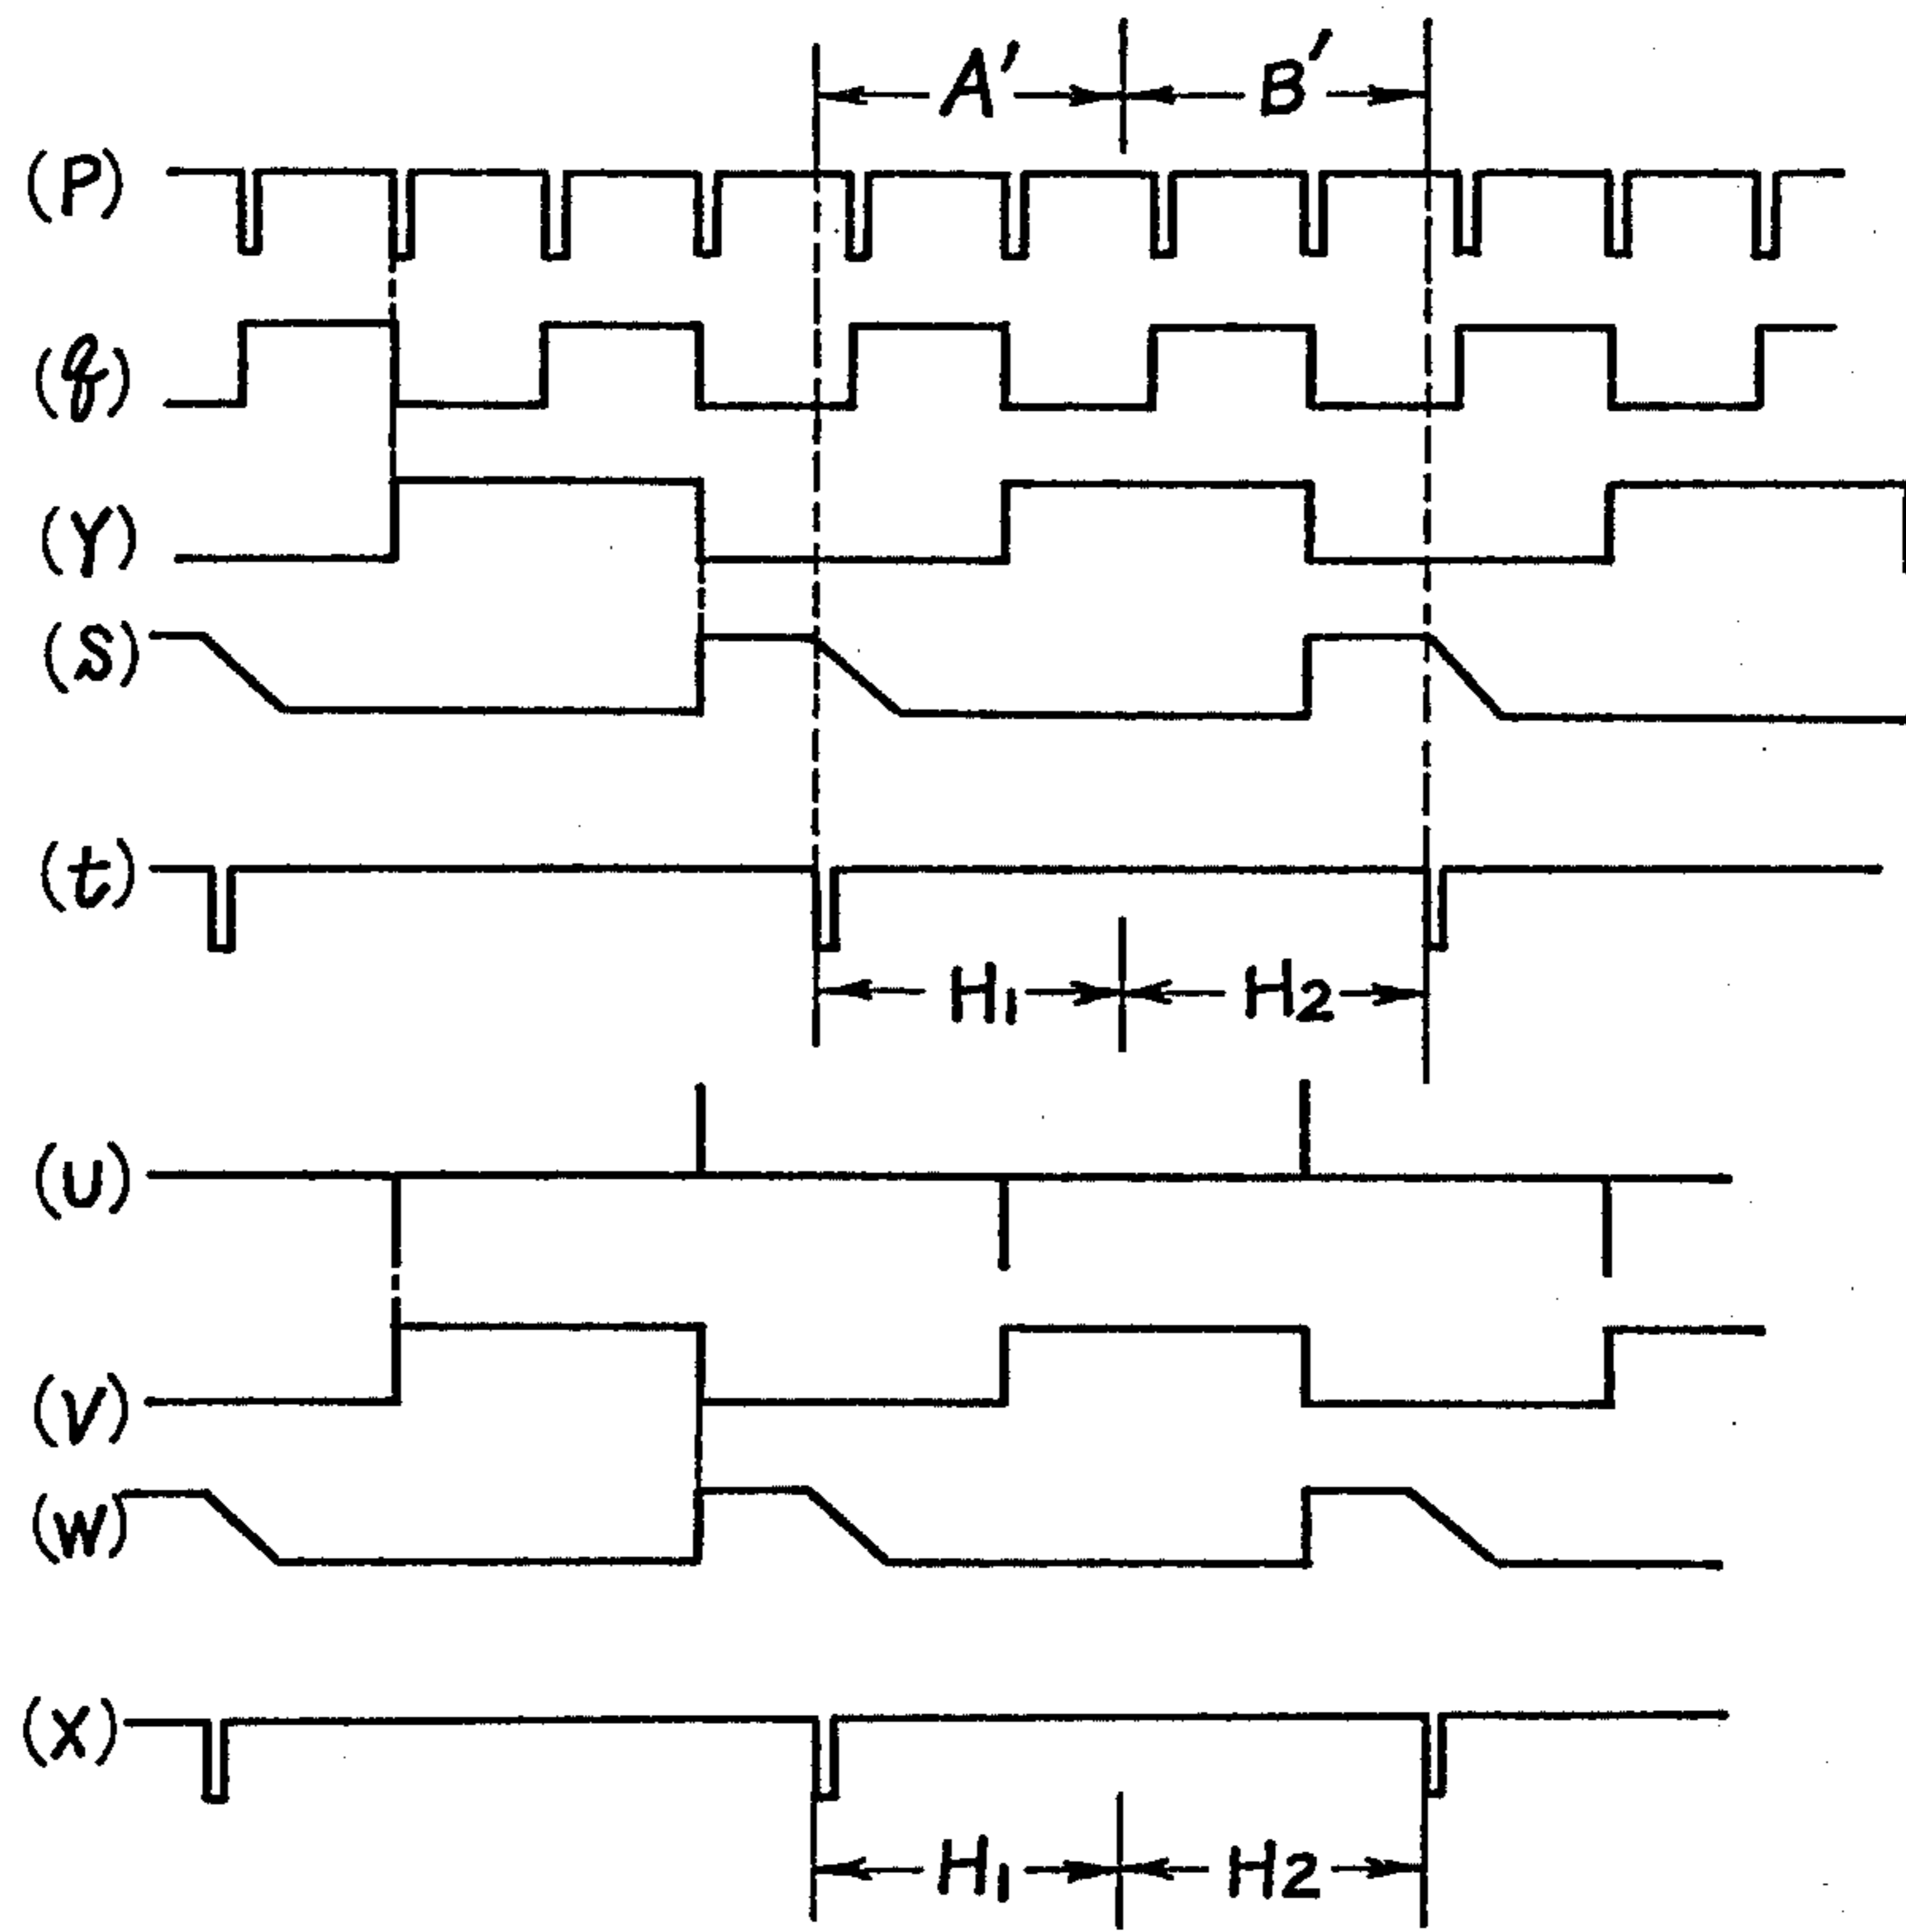 A' B'
(P)
(q)
(Y)
(S)
(t)
H1 H2
(U)
(V)
(W)
(X)
H1 H2